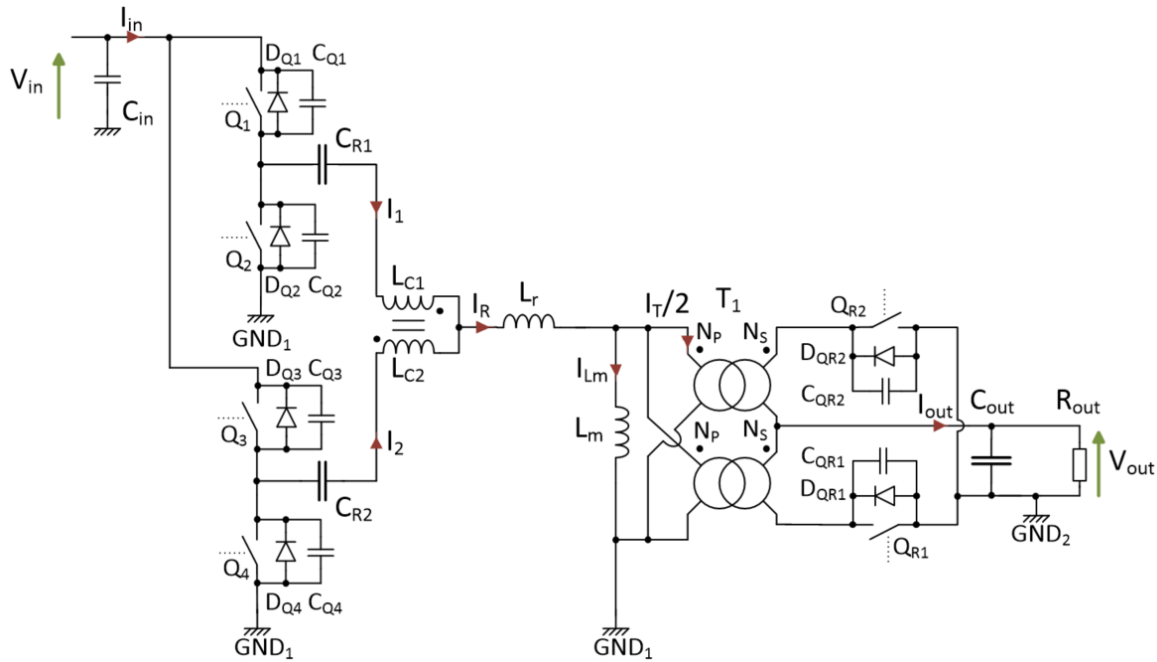 I_in
V_in
C_in
D_Q1 C_Q1
Q_1
C_R1
I_1
Q_2
D_Q2 C_Q2
GND_1
L_C1
I_R
L_r
I_T/2
T_1
N_P N_S
Q_R2
D_QR2
C_QR2
L_C2
I_Lm
L_m
N_P N_S
I_out
C_out
R_out
V_out
D_Q3 C_Q3
Q_3
I_2
C_R2
C_QR1
D_QR1
Q_R1
GND_2
Q_4
D_Q4 C_Q4
GND_1
GND_1